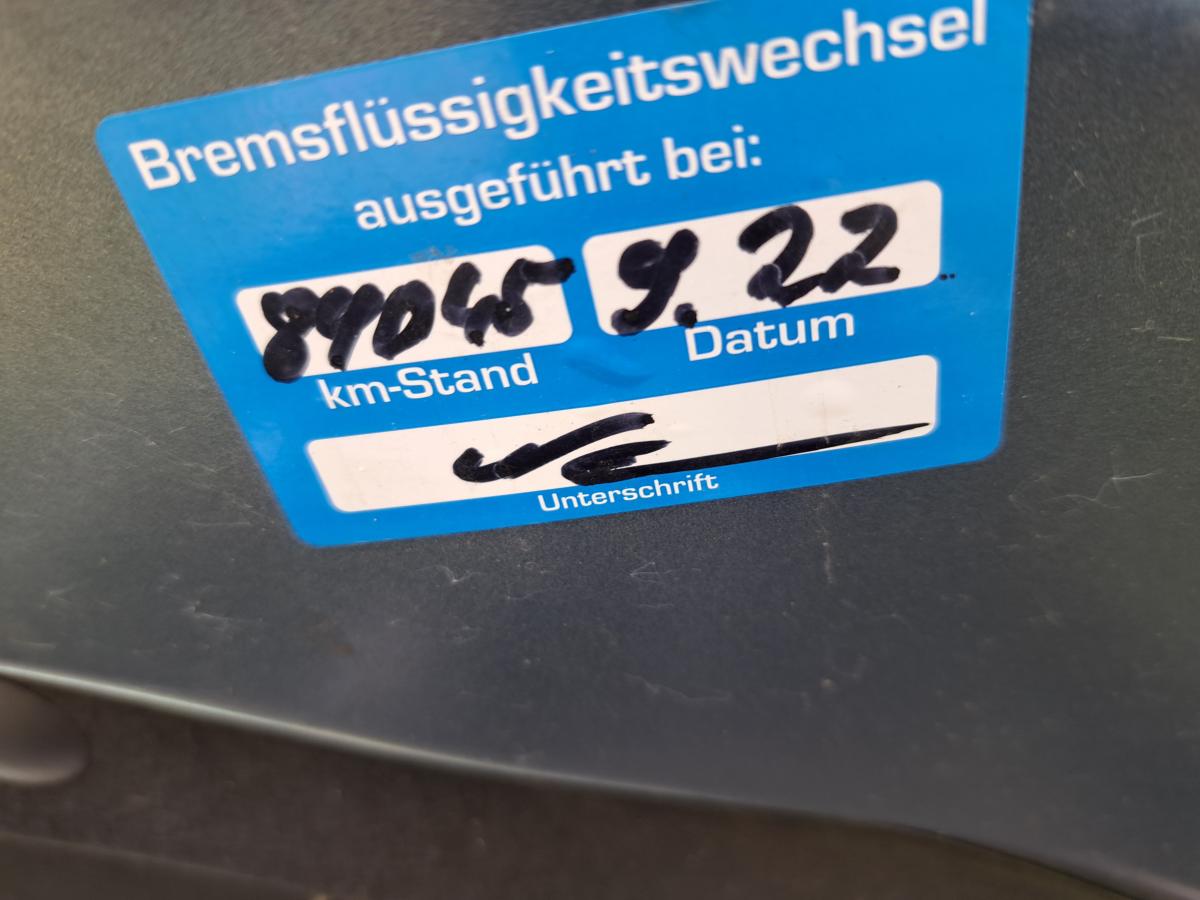 Bremsflüssigkeitswechsel
ausgeführt bei:
84045 9.22
km-Stand Datum
Unterschrift